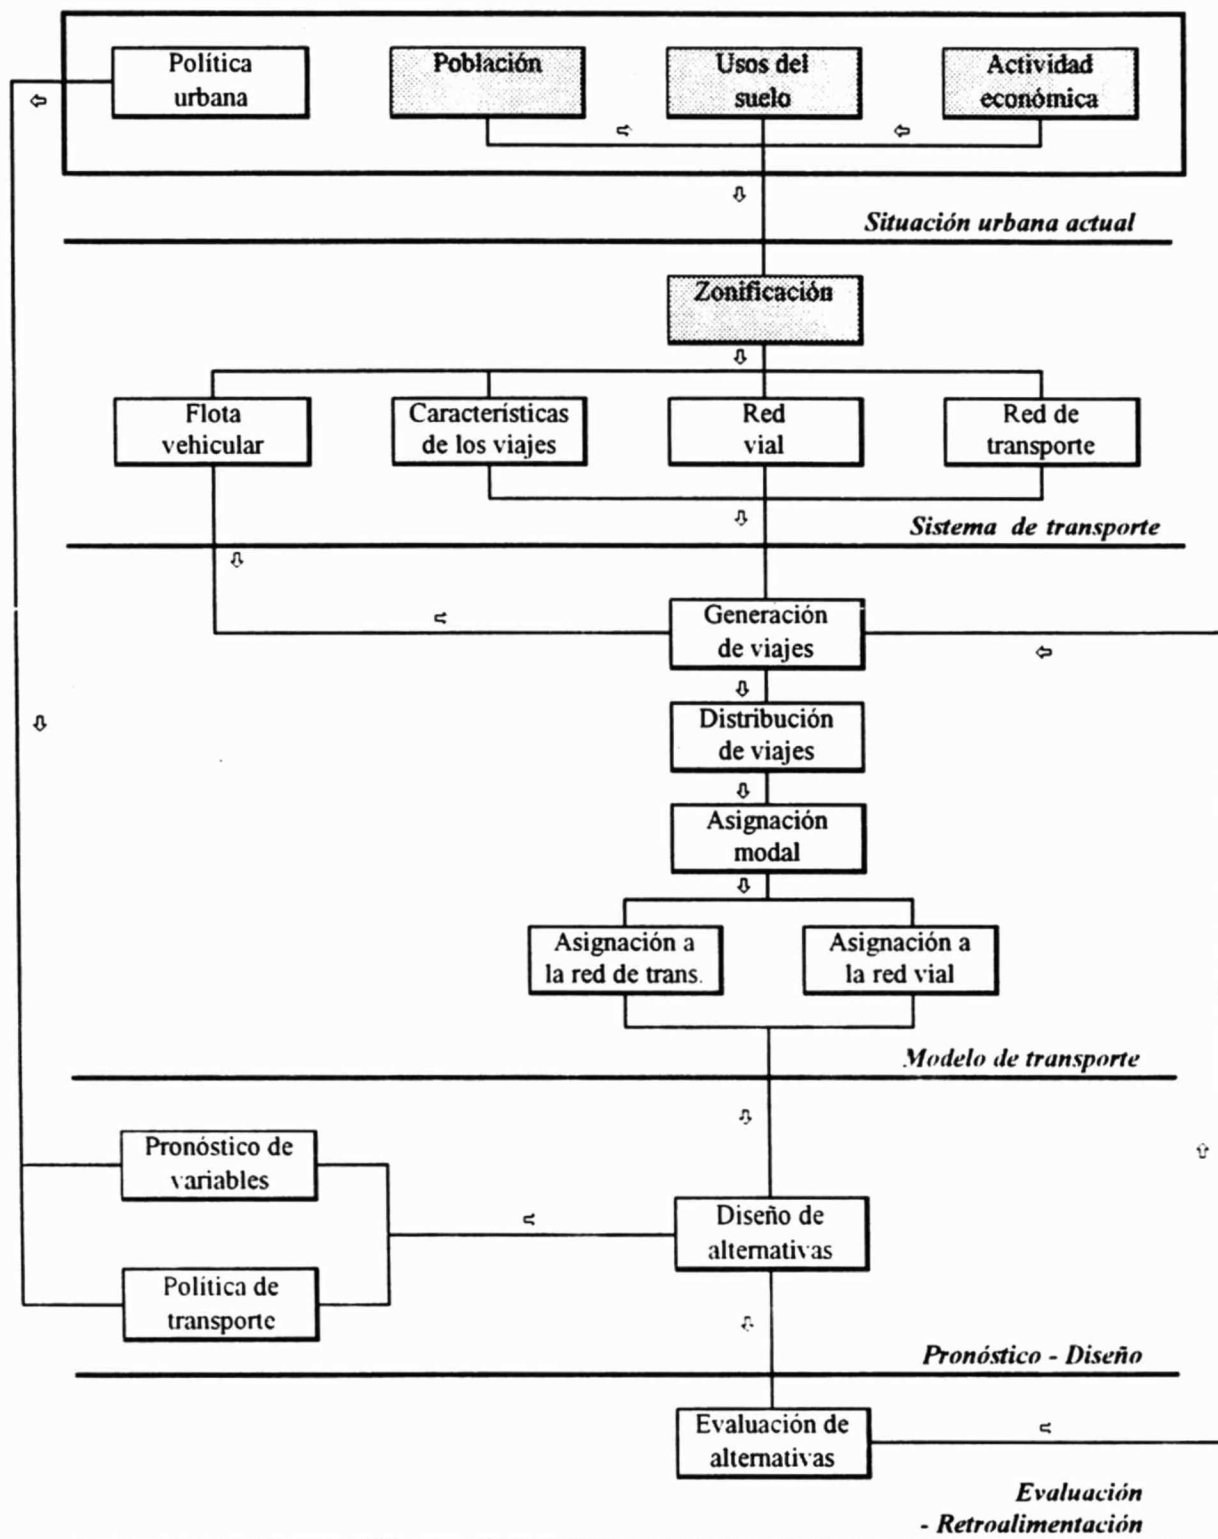 Política
urbana
Población
Usos del
suelo
Actividad
económica
Situación urbana actual
Zonificación
Flota
vehicular
Características
de los viajes
Red
vial
Red de
transporte
Sistema de transporte
Generación
de viajes
Distribución
de viajes
Asignación
modal
Asignación a
la red de trans.
Asignación a
la red vial
Modelo de transporte
Pronóstico de
variables
Diseño de
alternativas
Política de
transporte
Pronóstico - Diseño
Evaluación de
alternativas
Evaluación
- Retroalimentación